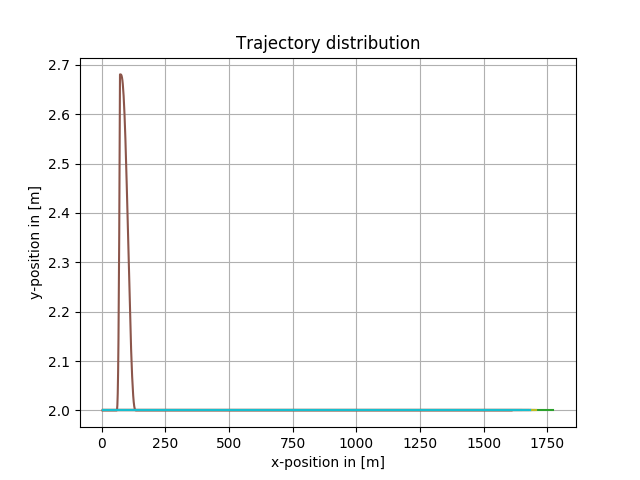 Trajectory distribution
2.7
2.6
2.5
2.4
2.3
2.2
2.1
2.0
y-position in [m]
0 250 500 750 1000 1250 1500 1750
x-position in [m]